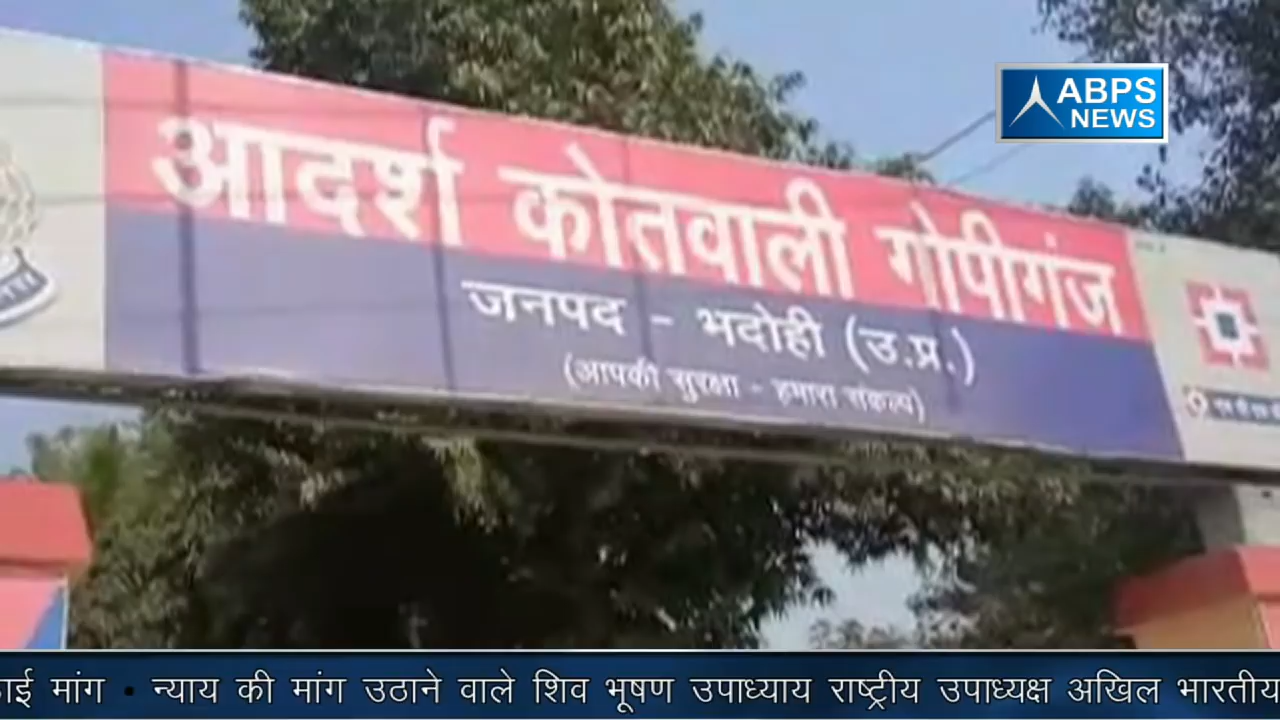 ABPS
NEWS
आदर्श कोतवाली गोपीगंज
जनपद - भदोही (उ.प्र.)
(आपकी सुरक्षा - हमारा संकल्प)
मांग • न्याय की मांग उठाने वाले शिव भूषण उपाध्याय राष्ट्रीय उपाध्यक्ष अखिल भारतीय